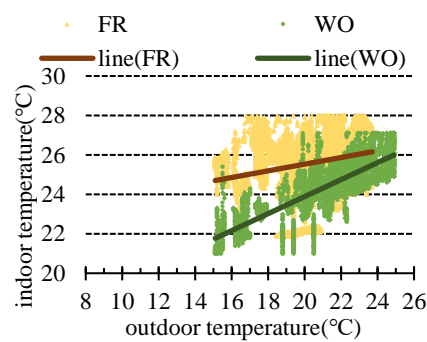 FR WO
line(FR) line(WO)
30
28
26
24
22
20
8 10 12 14 16 18 20 22 24 26
indoor temperature(℃)
outdoor temperature(℃)